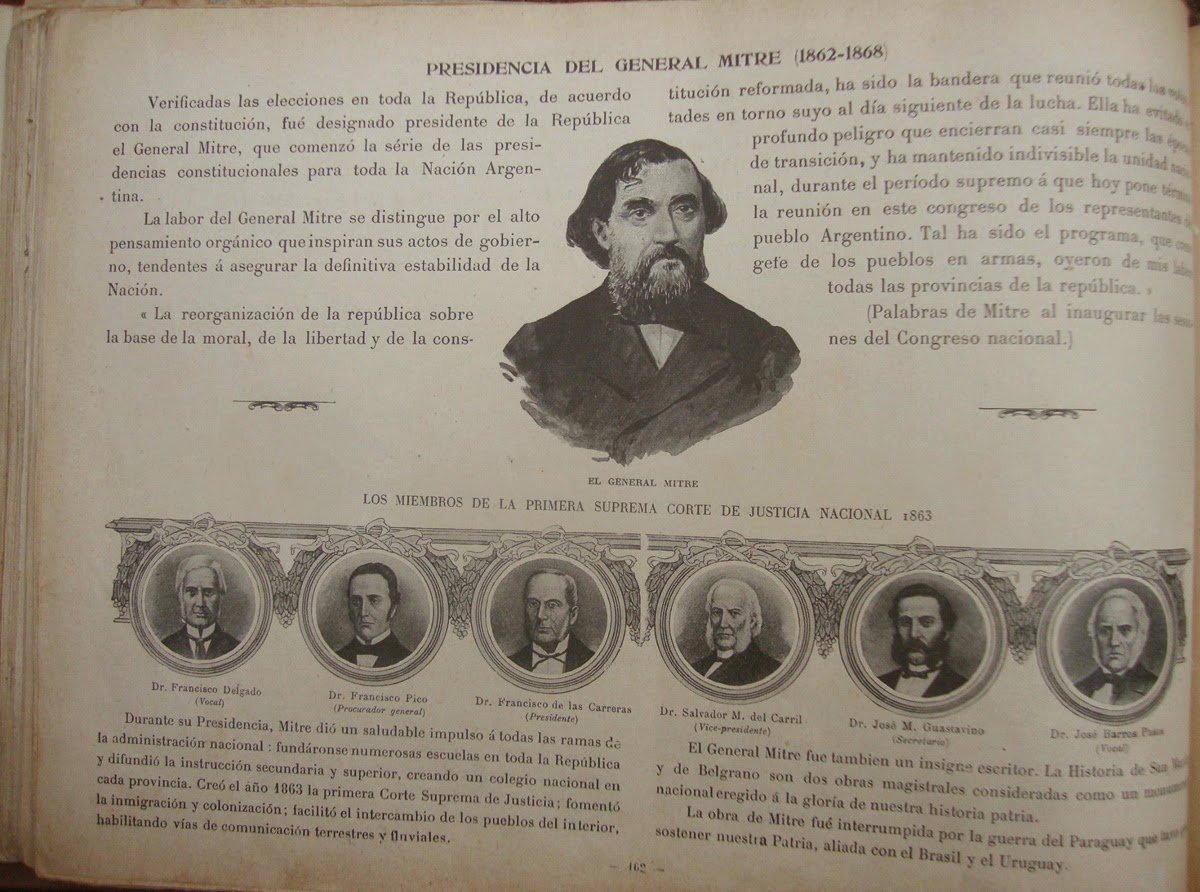 PRESIDENCIA DEL GENERAL MITRE (1862-1868)
Verificadas las elecciones en toda la República, de acuerdo
con la constitución, fué designado presidente de la República
el General Mitre, que comenzó la série de las presi-
dencias constitucionales para toda la Nación Argen-
tina.
La labor del General Mitre se distingue por el alto
pensamiento orgánico que inspiran sus actos de gobier-
no, tendentes á asegurar la definitiva estabilidad de la
Nación.
« La reorganización de la república sobre
la base de la moral, de la libertad y de la cons-
titución reformada, ha sido la bandera que reunió todas las
tades en torno suyo al día siguiente de la lucha. Ella ha evitado
profundo peligro que encierran casi siempre las
de transición, y ha mantenido indivisible la unidad
nal, durante el período supremo á que hoy pone
la reunión en este congreso de los representantes
pueblo Argentino. Tal ha sido el programa, que
gefe de los pueblos en armas, oyeron de mis
todas las provincias de la república. »
(Palabras de Mitre al inaugurar las
nes del Congreso nacional.)
EL GENERAL MITRE
LOS MIEMBROS DE LA PRIMERA SUPREMA CORTE DE JUSTICIA NACIONAL 1863
Dr. Francisco Delgado
(Vocal)
Dr. Francisco Pico
(Procurador general)
Dr. Francisco de las Carreras
(Presidente)
Dr. Salvador M. del Carril
(Vice-presidente)
Dr. José M. Guastavino
(Secretario)
Dr. José Barros Pazos
(Vocal)
Durante su Presidencia, Mitre dió un saludable impulso á todas las ramas de
la administración nacional : fundáronse numerosas escuelas en toda la República
y difundió la instrucción secundaria y superior, creando un colegio nacional en
cada provincia. Creó el año 1863 la primera Corte Suprema de Justicia; fomentó
la inmigración y colonización; facilitó el intercambio de los pueblos del interior,
habilitando vías de comunicación terrestres y fluviales.
El General Mitre fue tambien un insigne escritor. La Historia de San
y de Belgrano son dos obras magistrales consideradas como un
nacional eregido á la gloría de nuestra historia patria.
La obra de Mitre fué interrumpida por la guerra del Paraguay que
sostener nuestra Patria, aliada con el Brasil y el Uruguay.
— 162 —